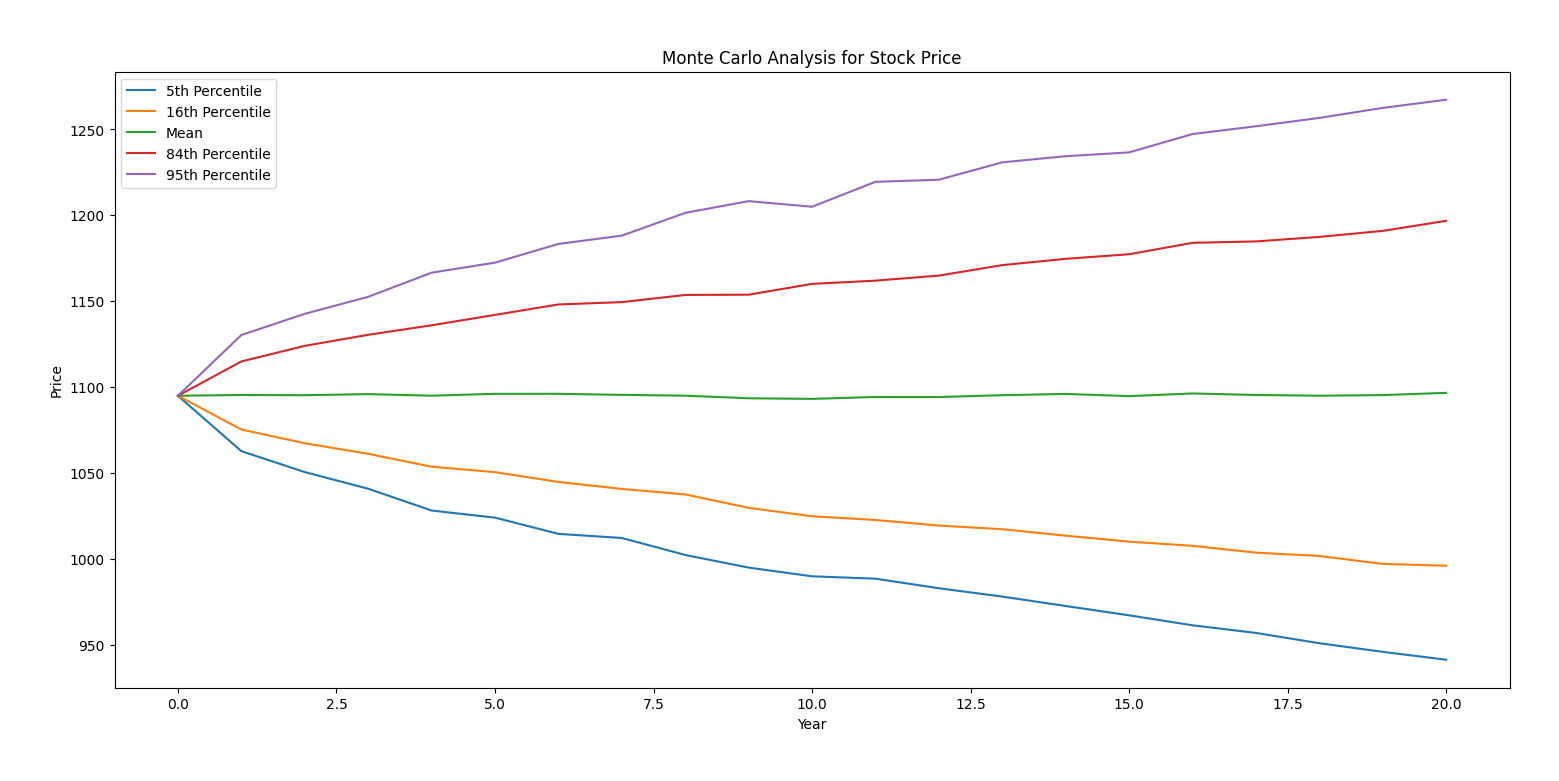 Monte Carlo Analysis for Stock Price
5th Percentile
16th Percentile
Mean
84th Percentile
95th Percentile
Price
1250
1200
1150
1100
1050
1000
950
0.0 2.5 5.0 7.5 10.0 12.5 15.0 17.5 20.0
Year